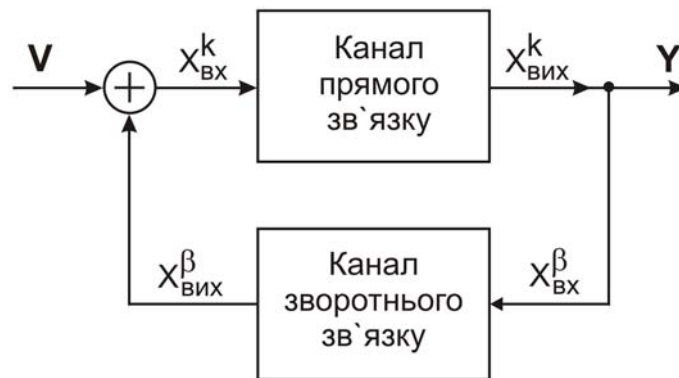 V
X^k_вх
Канал
прямого
зв`язку
X^k_вих
Y
X^β_вих
Канал
зворотнього
зв`язку
X^β_вх